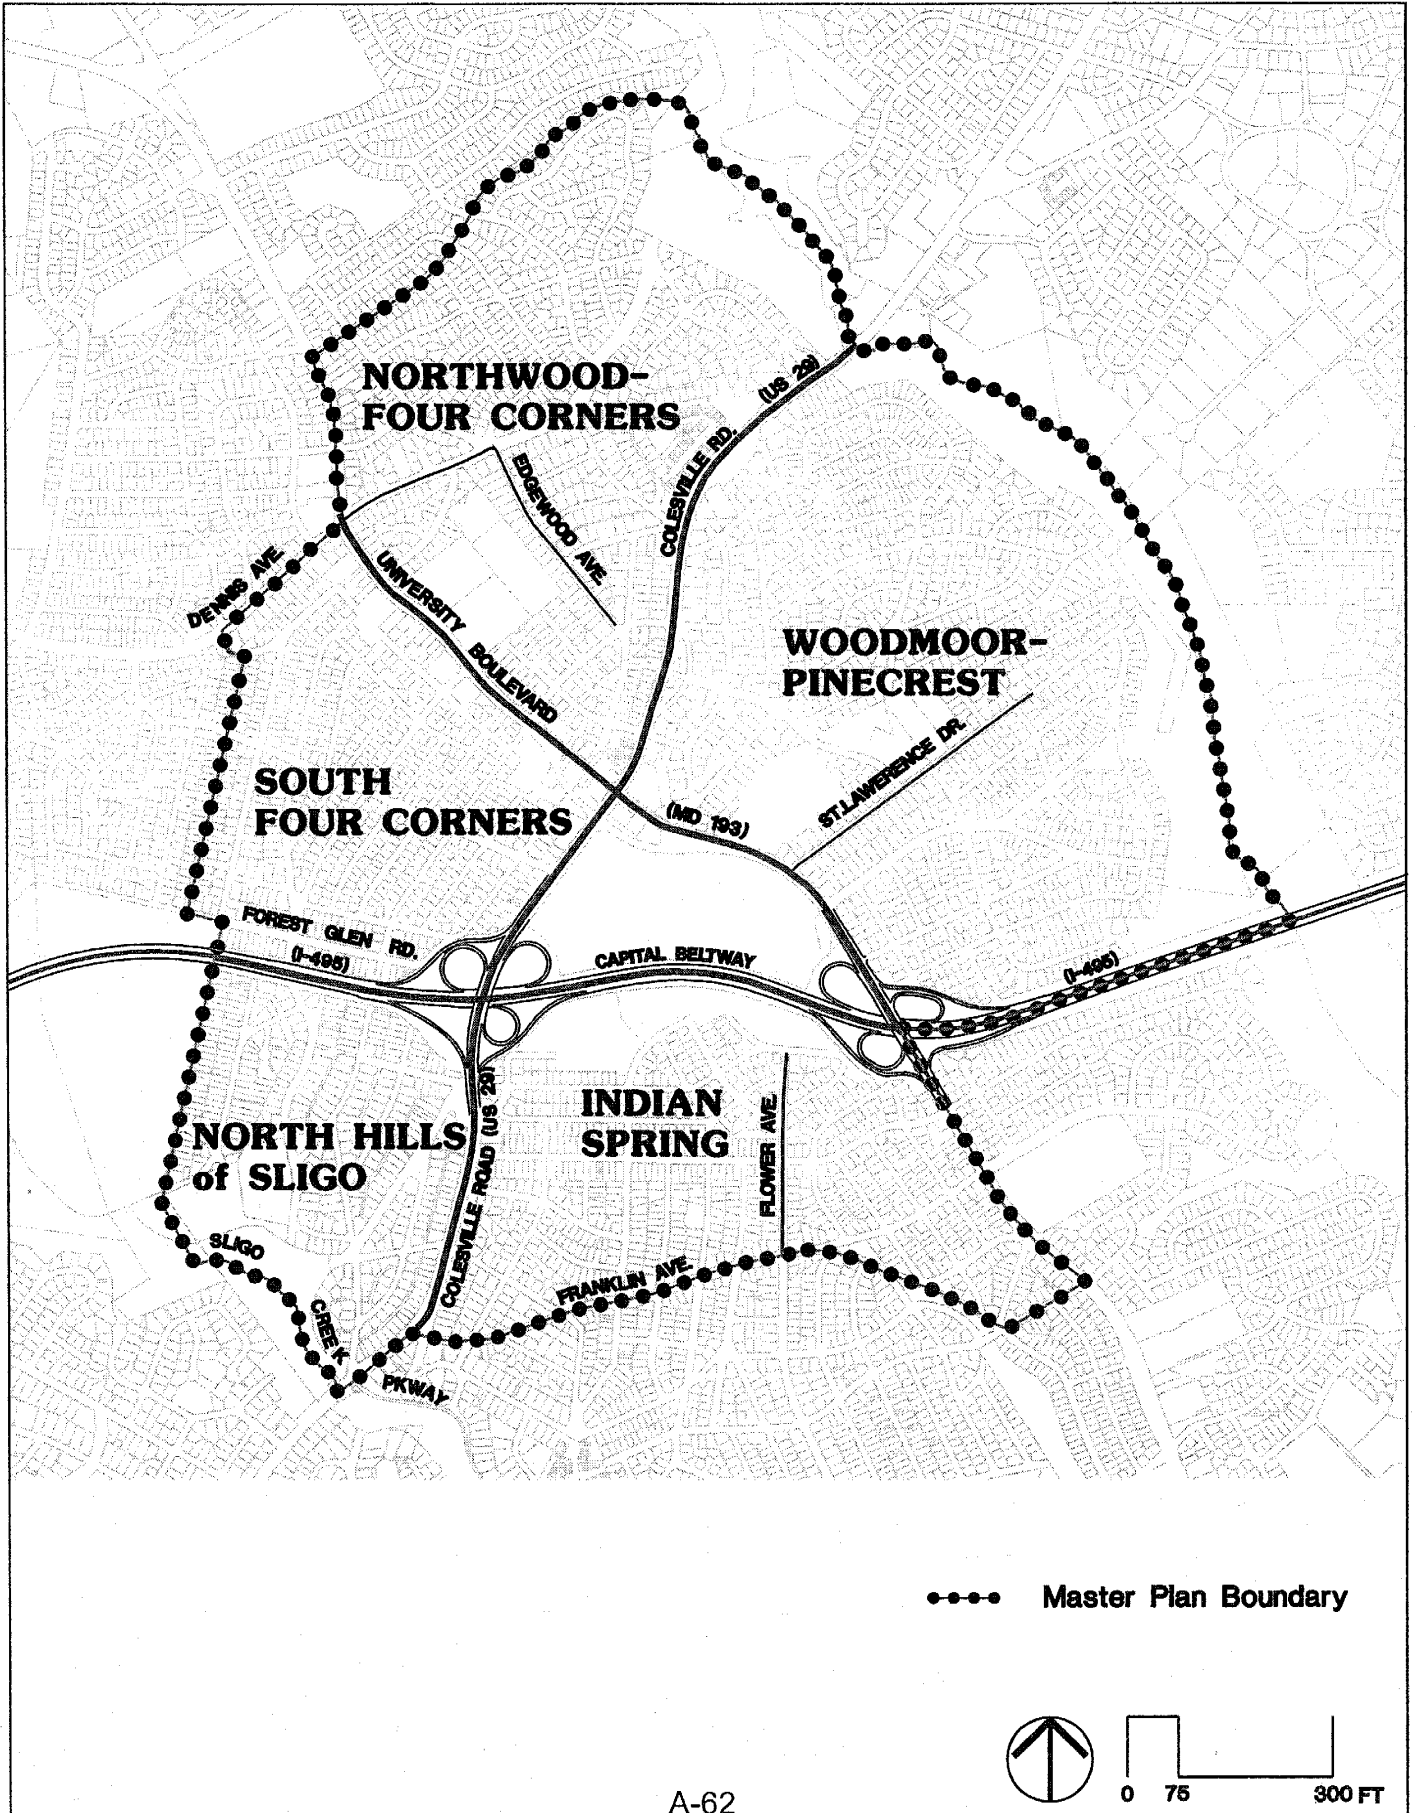 NORTHWOOD-
FOUR CORNERS
(US 29)
COLESVILLE RD.
EDGEWOOD AVE.
DENNIS AVE.
UNIVERSITY BOULEVARD
WOODMOOR-
PINECREST
ST.LAWERENCE DR.
SOUTH
FOUR CORNERS
(MD 193)
FOREST GLEN RD.
(I-495)
CAPITAL BELTWAY
(I-495)
INDIAN
SPRING
FLOWER AVE.
NORTH HILLS
of SLIGO
COLESVILLE ROAD (US 29)
SLIGO
CREEK
PKWAY
FRANKLIN AVE.
Master Plan Boundary
0 75 300 FT
A-62